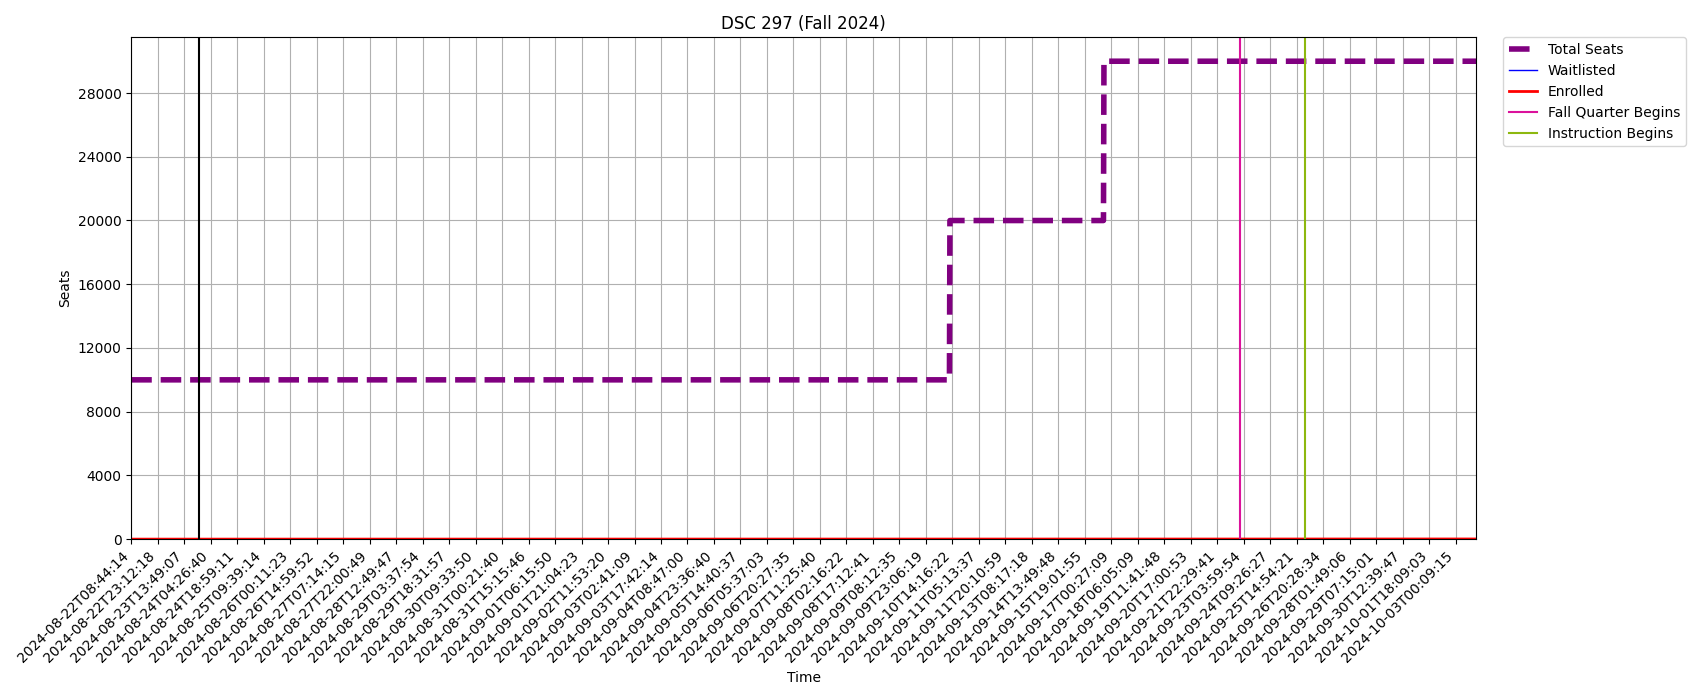 DSC 297 (Fall 2024)
Total Seats
Waitlisted
Enrolled
Fall Quarter Begins
Instruction Begins
28000
24000
20000
16000
12000
8000
4000
0
Seats
2024-08-22T08:44:14
2024-08-22T23:12:18
2024-08-23T13:49:07
2024-08-24T04:26:40
2024-08-24T18:59:11
2024-08-25T09:39:14
2024-08-26T00:11:23
2024-08-26T14:59:52
2024-08-27T07:14:15
2024-08-27T22:00:49
2024-08-28T12:49:47
2024-08-29T03:37:54
2024-08-29T18:31:57
2024-08-30T09:33:50
2024-08-31T00:21:40
2024-08-31T15:15:46
2024-09-01T06:15:50
2024-09-01T21:04:23
2024-09-02T11:53:20
2024-09-03T02:41:09
2024-09-03T17:42:14
2024-09-04T08:47:00
2024-09-04T23:36:40
2024-09-05T14:40:37
2024-09-06T05:37:03
2024-09-06T20:27:35
2024-09-07T11:25:40
2024-09-08T02:16:22
2024-09-08T17:12:41
2024-09-09T08:12:35
2024-09-09T23:06:19
2024-09-10T14:16:22
2024-09-11T05:13:37
2024-09-11T20:10:59
2024-09-13T08:17:18
2024-09-14T13:49:48
2024-09-15T19:01:55
2024-09-17T00:27:09
2024-09-18T06:05:09
2024-09-19T11:41:48
2024-09-20T17:00:53
2024-09-21T22:29:41
2024-09-23T03:59:54
2024-09-24T09:26:27
2024-09-25T14:54:21
2024-09-26T20:28:34
2024-09-28T01:49:06
2024-09-29T07:15:01
2024-09-30T12:39:47
2024-10-01T18:09:03
2024-10-03T00:09:15
Time